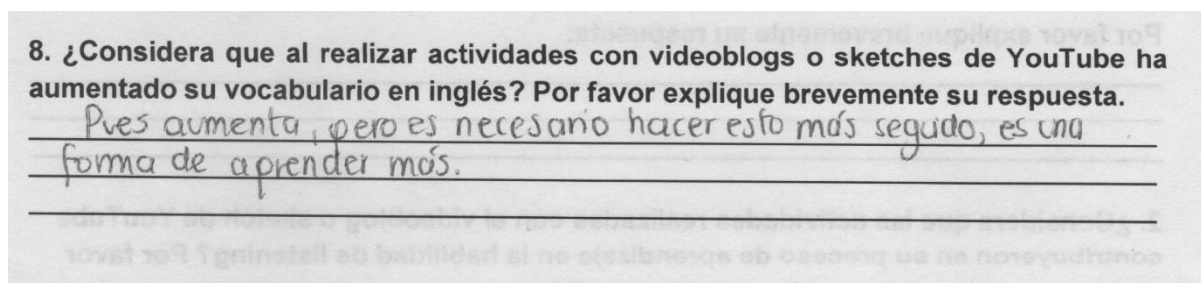 8. ¿Considera que al realizar actividades con videoblogs o sketches de YouTube ha
aumentado su vocabulario en inglés? Por favor explique brevemente su respuesta.
Pues aumenta, pero es necesario hacer esto más seguido, es una
forma de aprender más.